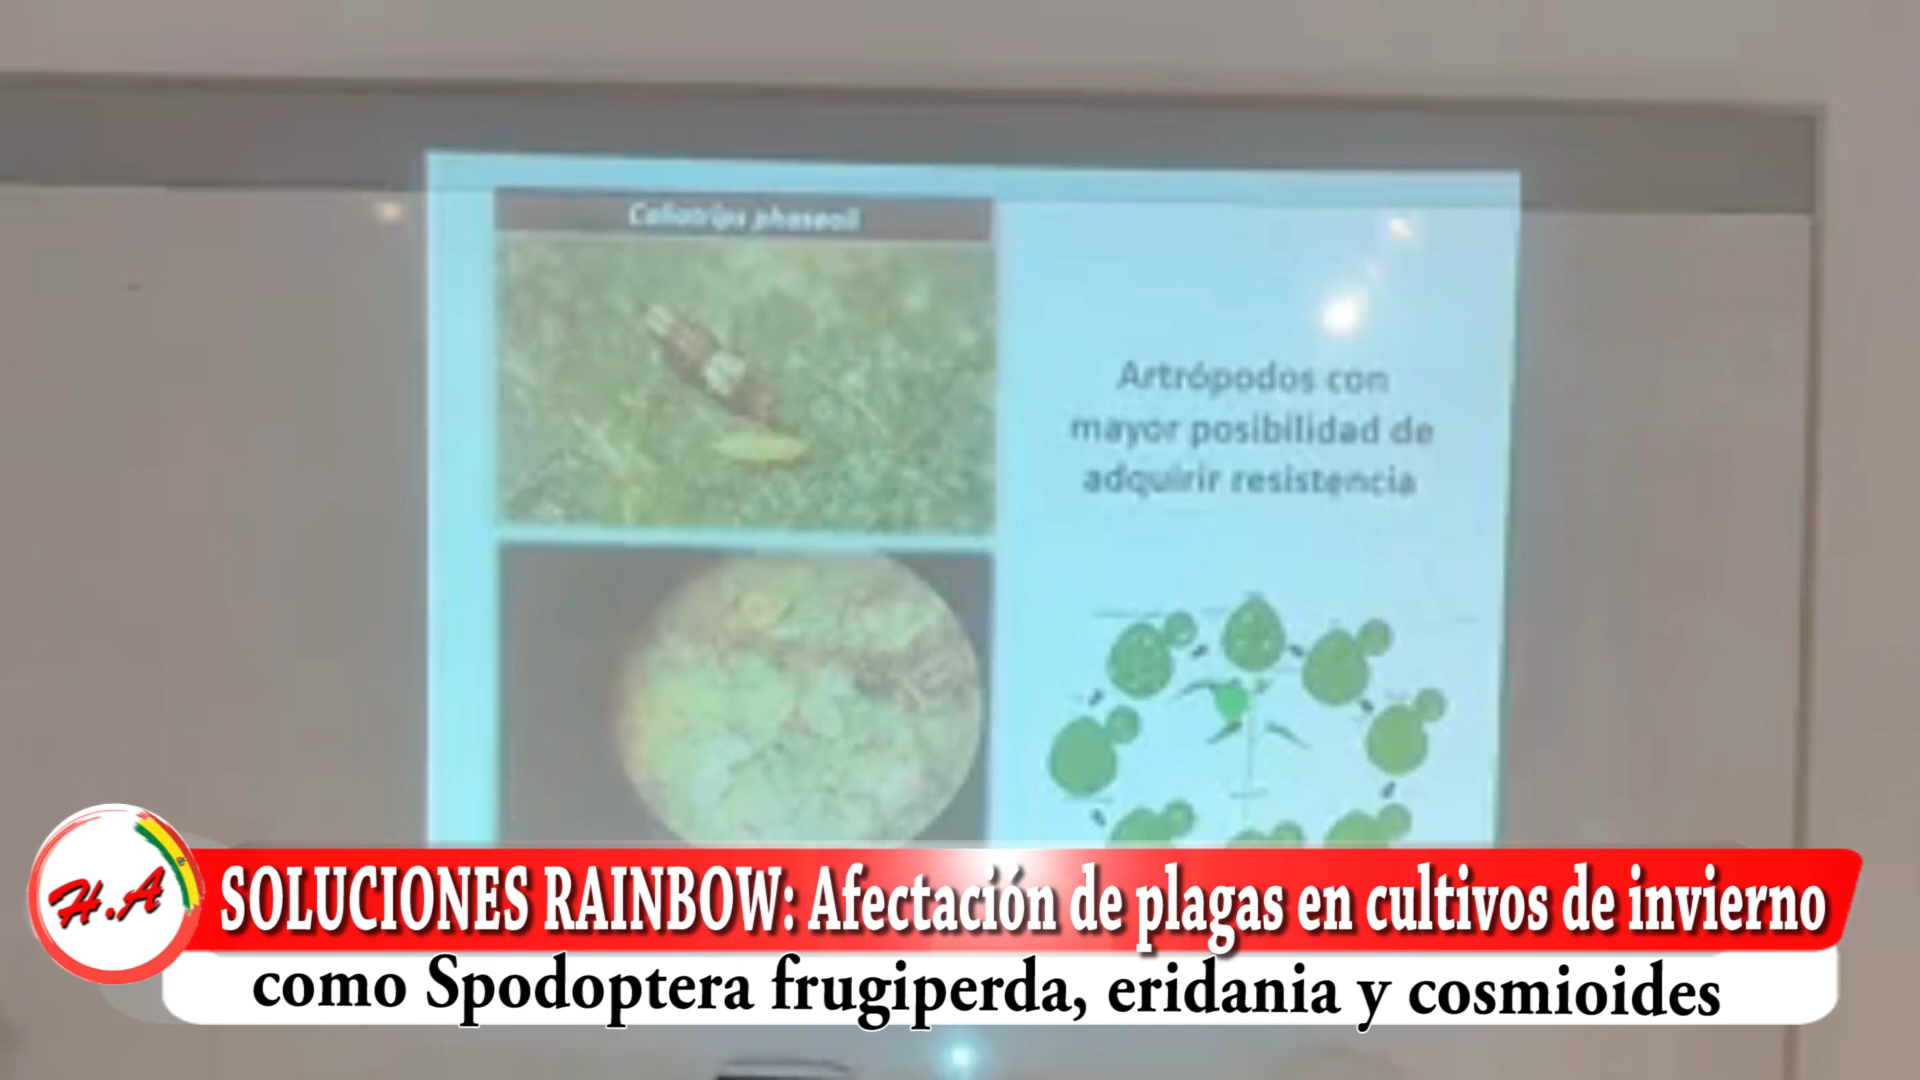 Caliotrips phaseoli
Artrópodos con
mayor posibilidad de
adquirir resistencia
H.A
SOLUCIONES RAINBOW: Afectación de plagas en cultivos de invierno
como Spodoptera frugiperda, eridania y cosmioides